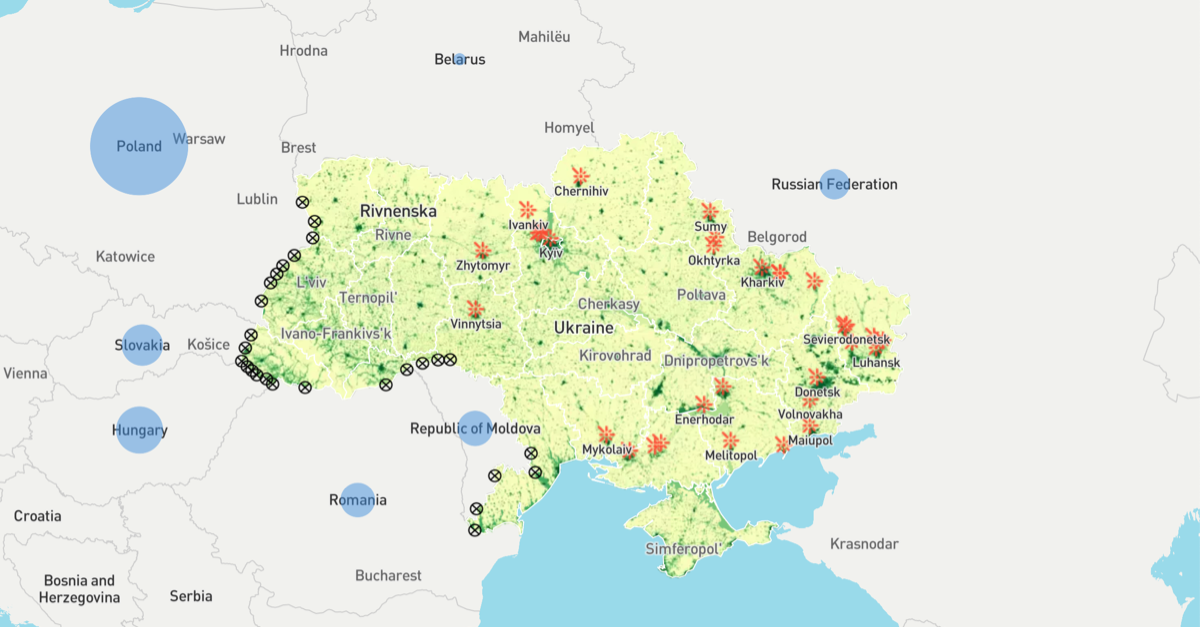 Mahilëu
Hrodna
Belarus
Homyel
Warsaw
Poland
Brest
Chernihiv
Russian Federation
Lublin
Rivnenska
Ivankiv
Sumy
Rivne
Belgorod
Kyiv
Katowice
Zhytomyr
Okhtyrka
L'viv
Kharkiv
Ternopil'
Poltava
Cherkasy
Vinnytsia
Ukraine
Ivano-Frankivs'k
Sevierodonetsk
Slovakia
Košice
Kirovohrad
Dnipropetrovs'k
Luhansk
Vienna
Donetsk
Volnovakha
Enerhodar
Hungary
Republic of Moldova
Maiupol
Mykolaiv
Melitopol
Romania
Croatia
Krasnodar
Simferopol'
Bucharest
Bosnia and
Herzegovina
Serbia